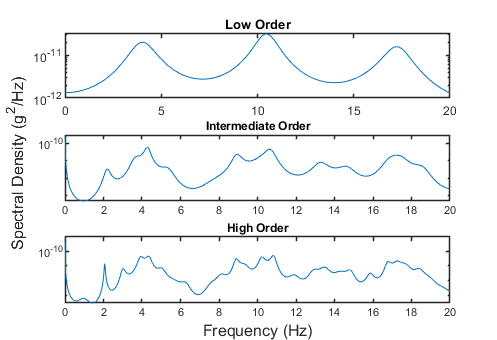 Low Order
10^-11
10^-12
0 5 10 15 20
Intermediate Order
10^-10
0 2 4 6 8 10 12 14 16 18 20
High Order
10^-10
0 2 4 6 8 10 12 14 16 18 20
Spectral Density (g^2/Hz)
Frequency (Hz)